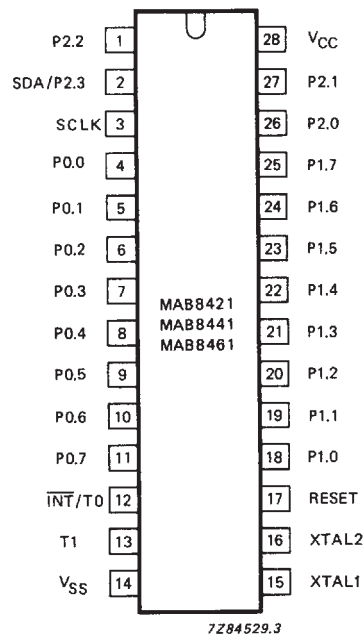 P2.2 1 28 VCC
SDA/P2.3 2 27 P2.1
SCLK 3 26 P2.0
P0.0 4 25 P1.7
P0.1 5 24 P1.6
P0.2 6 23 P1.5
P0.3 7 22 P1.4
MAB8421
MAB8441
MAB8461
P0.4 8 21 P1.3
P0.5 9 20 P1.2
P0.6 10 19 P1.1
P0.7 11 18 P1.0
INT/T0 12 17 RESET
T1 13 16 XTAL2
VSS 14 15 XTAL1
7Z84529.3